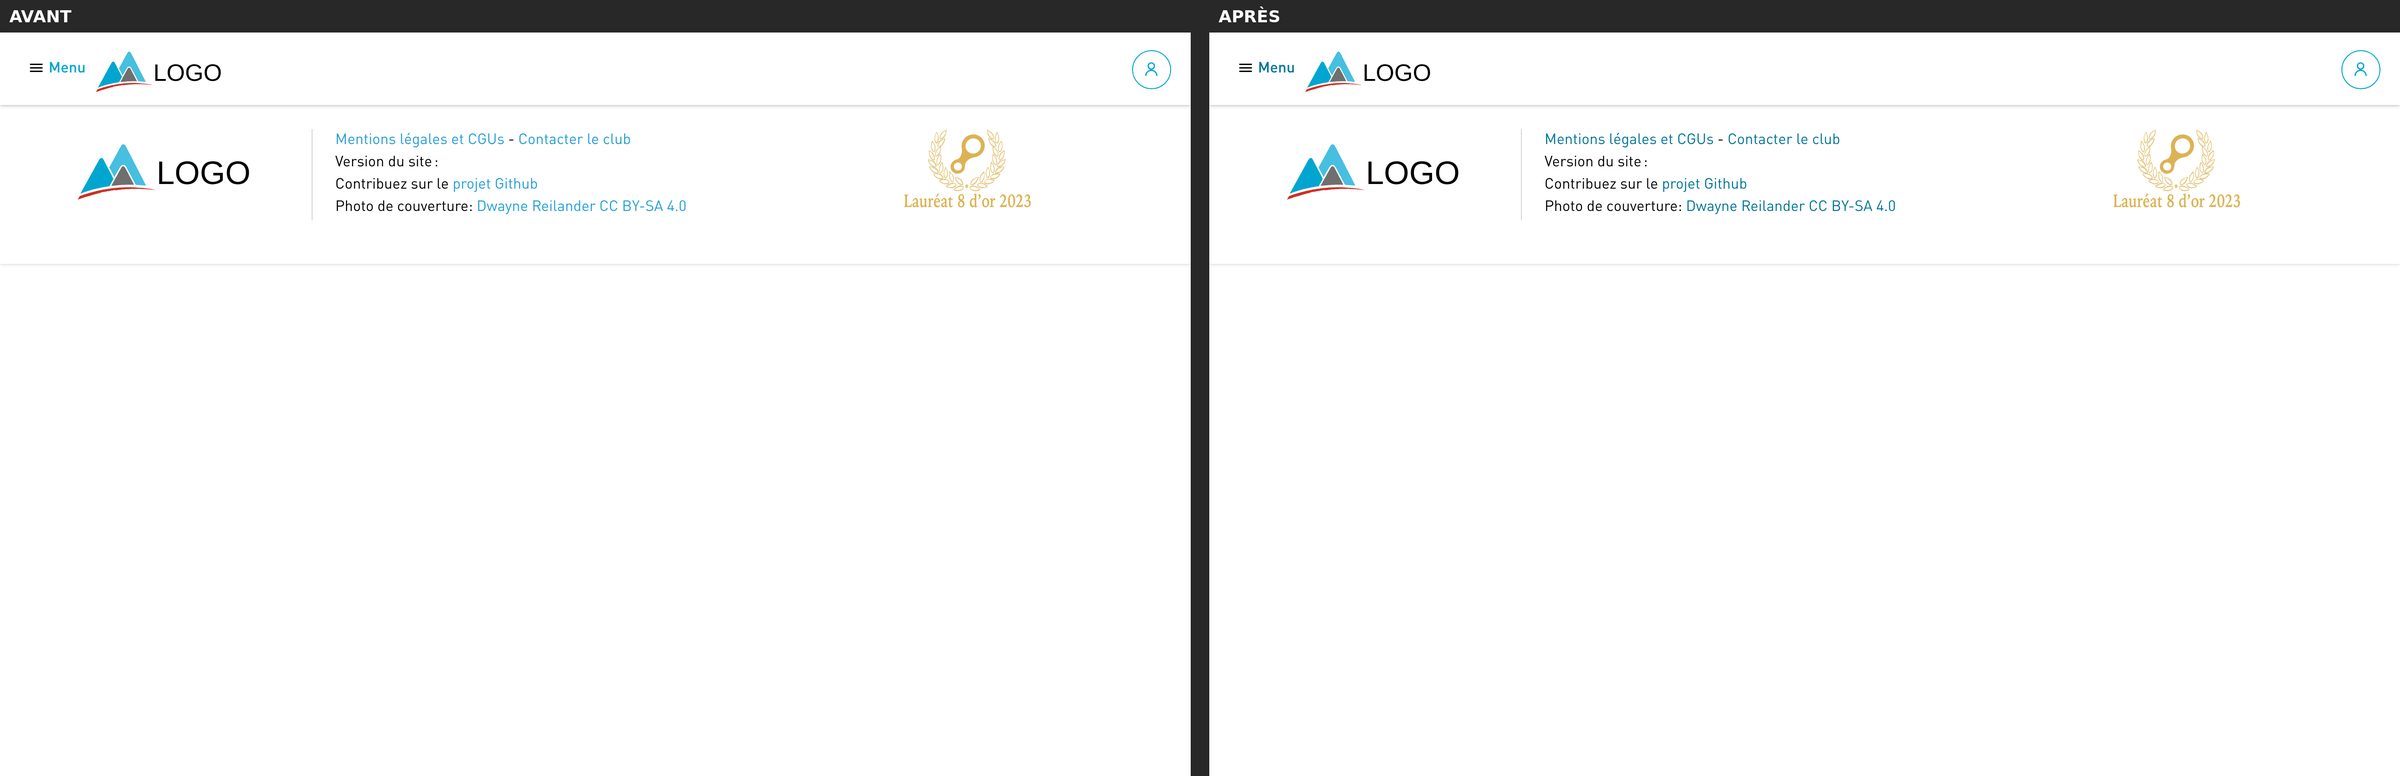 AVANT
Menu
LOGO
LOGO
Mentions légales et CGUs - Contacter le club
Version du site :
Contribuez sur le projet Github
Photo de couverture: Dwayne Reilander CC BY-SA 4.0
Lauréat 8 d'or 2023
APRÈS
Menu
LOGO
LOGO
Mentions légales et CGUs - Contacter le club
Version du site :
Contribuez sur le projet Github
Photo de couverture: Dwayne Reilander CC BY-SA 4.0
Lauréat 8 d'or 2023